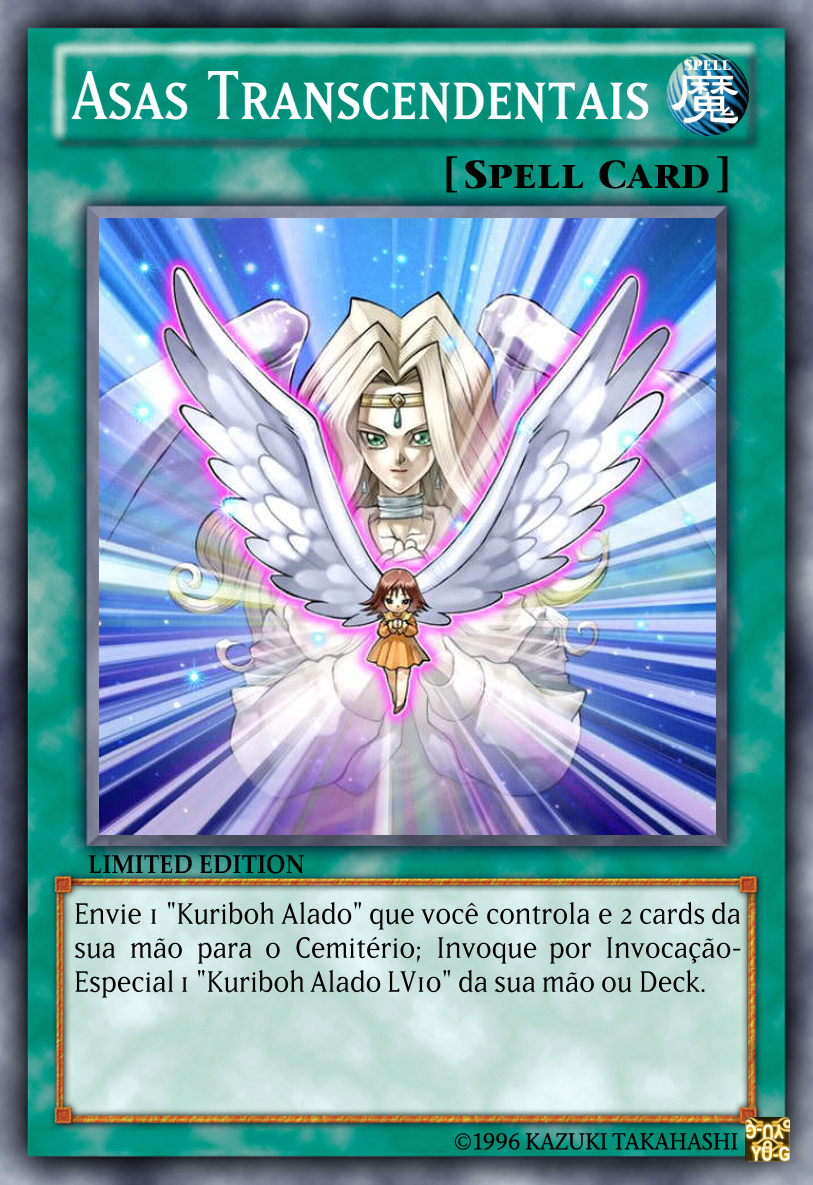 Asas Transcendentais
SPELL
魔
[Spell Card]
LIMITED EDITION
Envie 1 "Kuriboh Alado" que você controla e 2 cards da
sua mão para o Cemitério; Invoque por Invocação-
Especial 1 "Kuriboh Alado LV10" da sua mão ou Deck.
©1996 KAZUKI TAKAHASHI